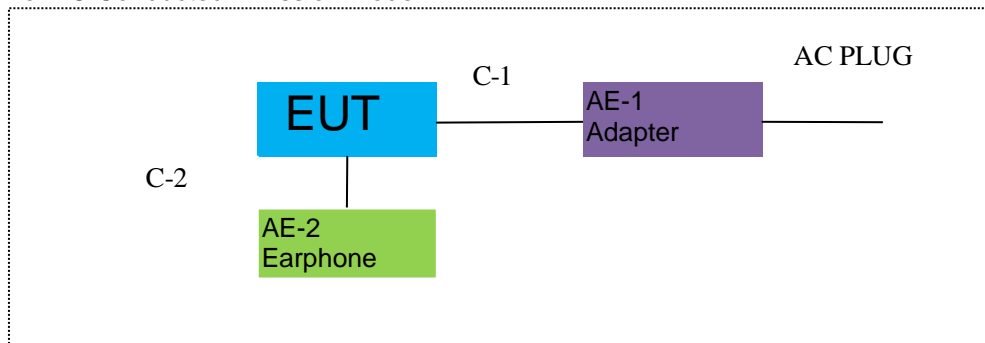 AC PLUG
C-1
EUT
AE-1
Adapter
C-2
AE-2
Earphone